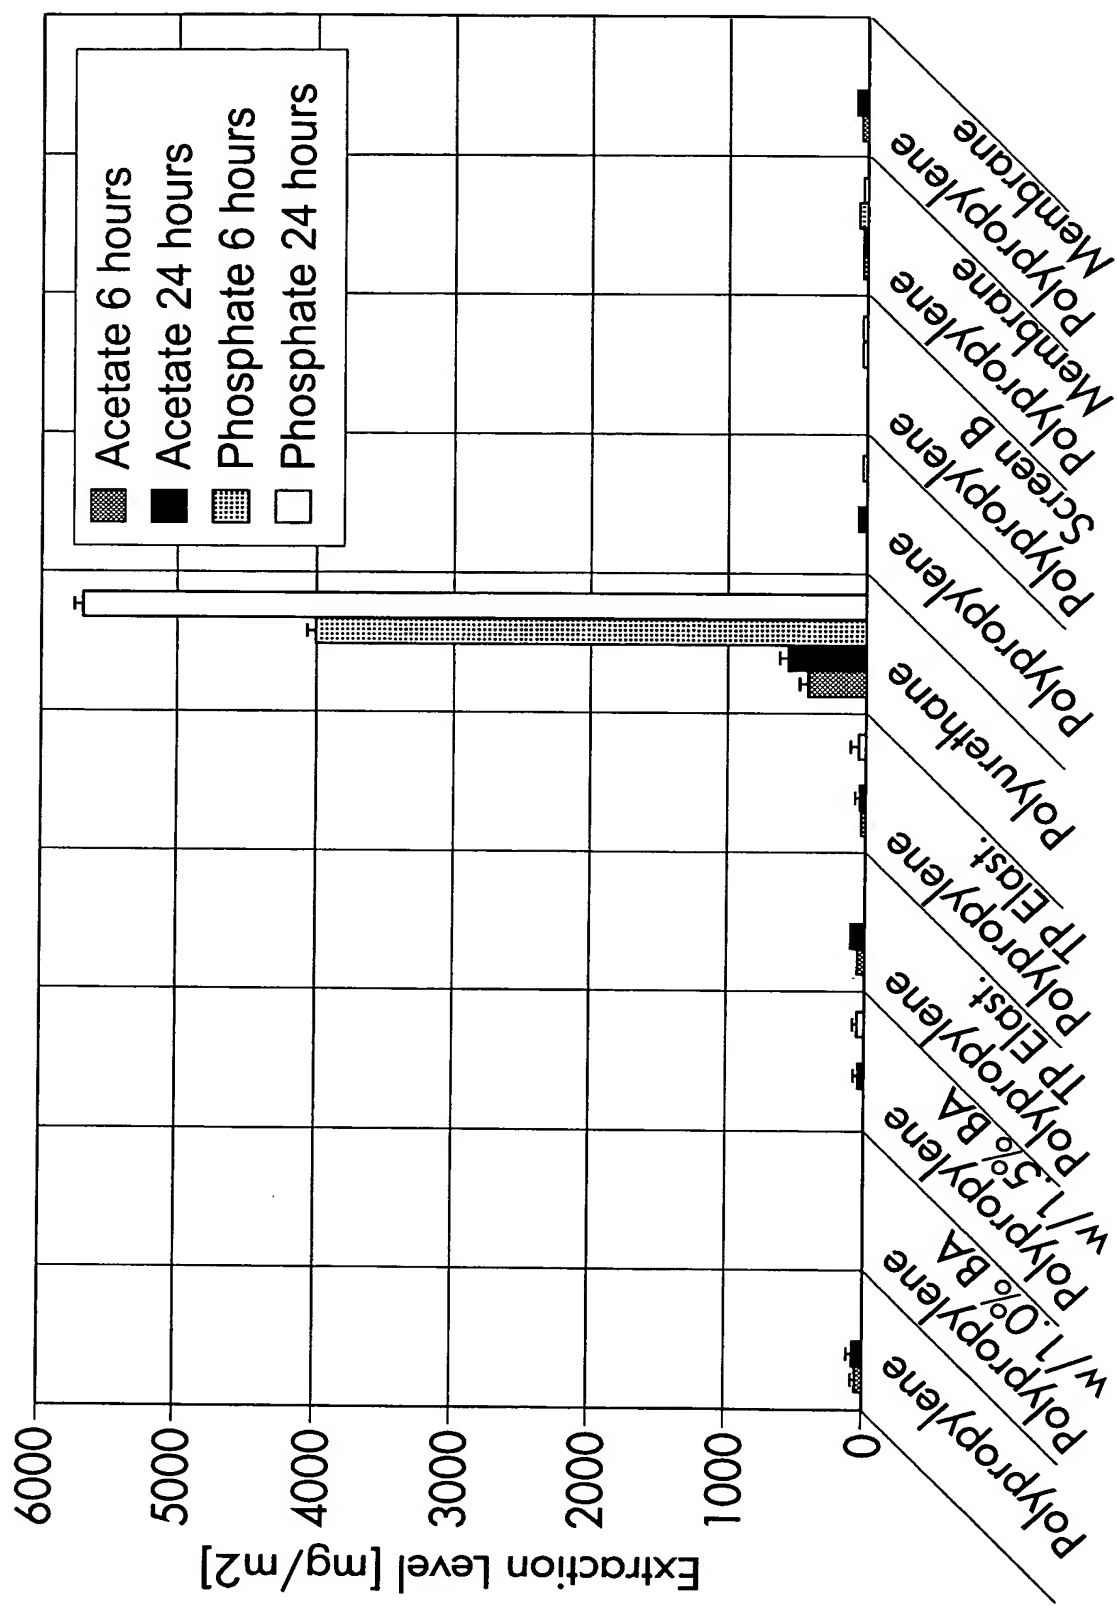 Extraction Level [mg/m2]
6000
5000
4000
3000
2000
1000
0
Acetate 6 hours
Acetate 24 hours
Phosphate 6 hours
Phosphate 24 hours
Polypropylene
Polypropylene
w/1.0% BA
Polypropylene
w/1.5% BA
Polypropylene
TP Elast.
Polypropylene
TP Elast.
Polyurethane
Polypropylene
Polypropylene
Screen B
Polypropylene
Membrane
Polypropylene
Membrane